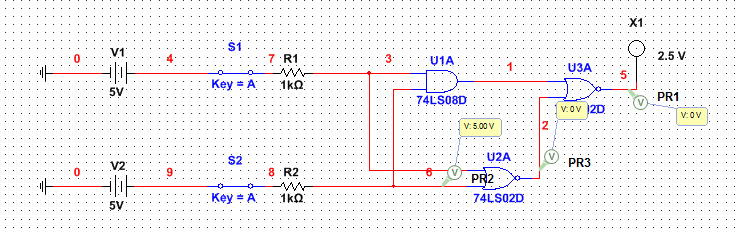 X1
V1
S1
U1A
U3A
0
4
7
R1
3
1
2.5 V
5
Key = A
5V
1kΩ
74LS08D
PR1
V: 0 V
V: 0 V
02D
V: 5.00 V
2
V2
S2
U2A
PR3
0
9
8
R2
6
PR2
Key = A
5V
1kΩ
74LS02D
V
V
V